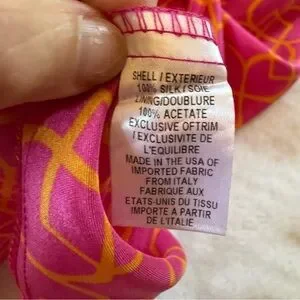 SHELL / EXTERIEUR
100% SILK / SOIE
LINING/DOUBLURE
100% ACETATE
EXCLUSIVE OFTRIM
/ EXCLUSIVITE DE
L'EQUILIBRE
MADE IN THE USA OF
IMPORTED FABRIC
FROM ITALY
FABRIQUE AUX
ETATS-UNIS DU TISSU
IMPORTE A PARTIR
DE L'ITALIE